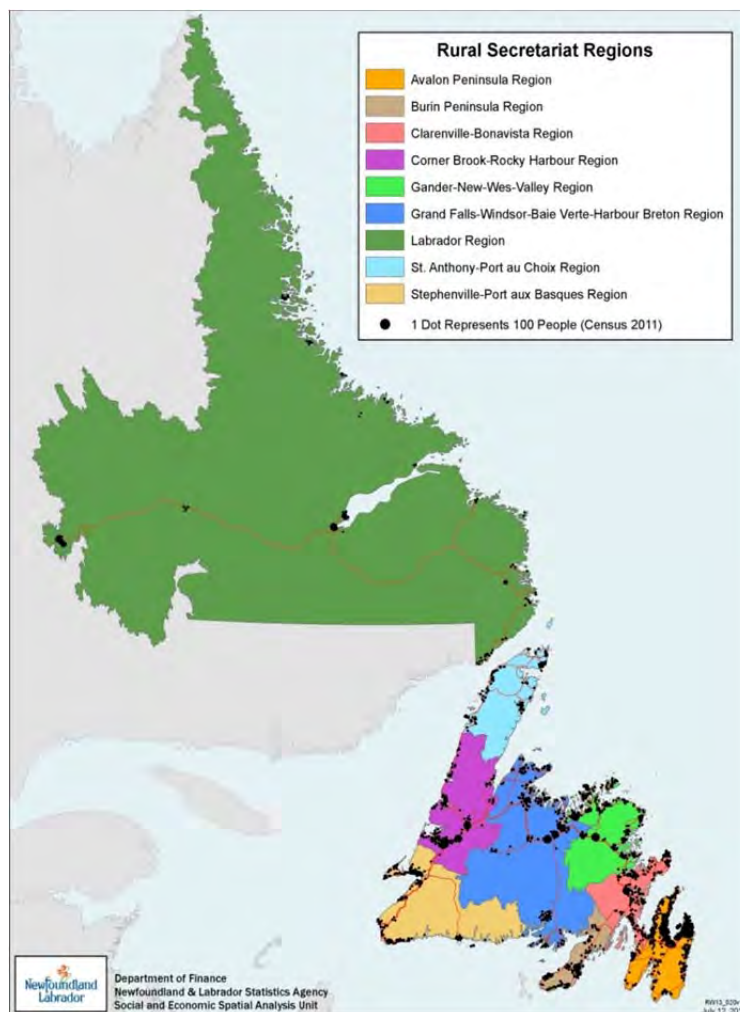 Rural Secretariat Regions
Avalon Peninsula Region
Burin Peninsula Region
Clarenville-Bonavista Region
Corner Brook-Rocky Harbour Region
Gander-New-Wes-Valley Region
Grand Falls-Windsor-Baie Verte-Harbour Breton Region
Labrador Region
St. Anthony-Port au Choix Region
Stephenville-Port aux Basques Region
1 Dot Represents 100 People (Census 2011)
Newfoundland
Labrador
Department of Finance
Newfoundland & Labrador Statistics Agency
Social and Economic Spatial Analysis Unit
July 12, 20